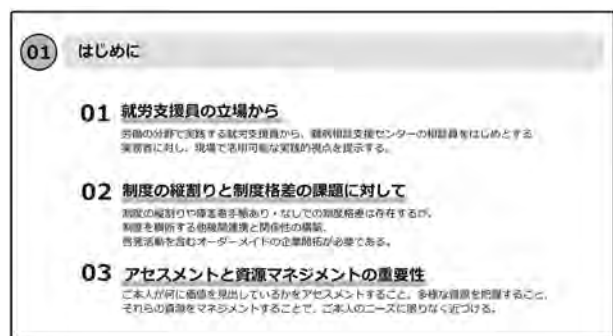 01 はじめに
01 就労支援員の立場から
労働の分野で実践する就労支援員から、難病相談支援センターの相談員をはじめとする
実務者に対し、現場で活用可能な実践的視点を提示する。
02 制度の縦割りと制度格差の課題に対して
制度の縦割りや障害者手帳あり・なしでの制度格差は存在するが、
制度を横断する他機関連携と関係性の構築、
啓発活動を含むオーダーメイドの企業開拓が必要である。
03 アセスメントと資源マネジメントの重要性
ご本人が何に価値を見出しているかをアセスメントすること、多様な資源を把握すること、
それらの資源をマネジメントすることで、ご本人のニーズに限りなく近づける。